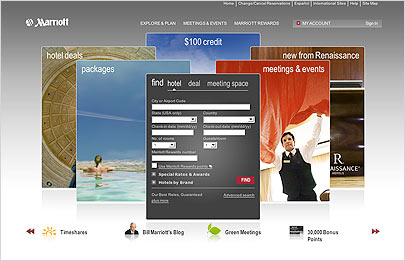 Home | Change/Cancel Reservations | Español | International Sites | Help | Site Map
Marriott
EXPLORE & PLAN MEETINGS & EVENTS MARRIOTT REWARDS
MY ACCOUNT Sign In
$100 credit
hotel deals
new from Renaissance
packages
meetings & events
find hotel deal meeting space
City or Airport Code
State (USA only) Country
Check-in date (mm/dd/yy) Check-out date (mm/dd/yy)
No. of rooms Guests/room
1 1
Marriott Rewards number
Use Marriott Rewards points
Special Rates & Awards
Hotels by Brand
FIND
Our Best Rates, Guaranteed Advanced search
plus more
R
RENAISSANCE
HOTELS
Timeshares
Bill Marriott's Blog
Green Meetings
30,000 Bonus
Points